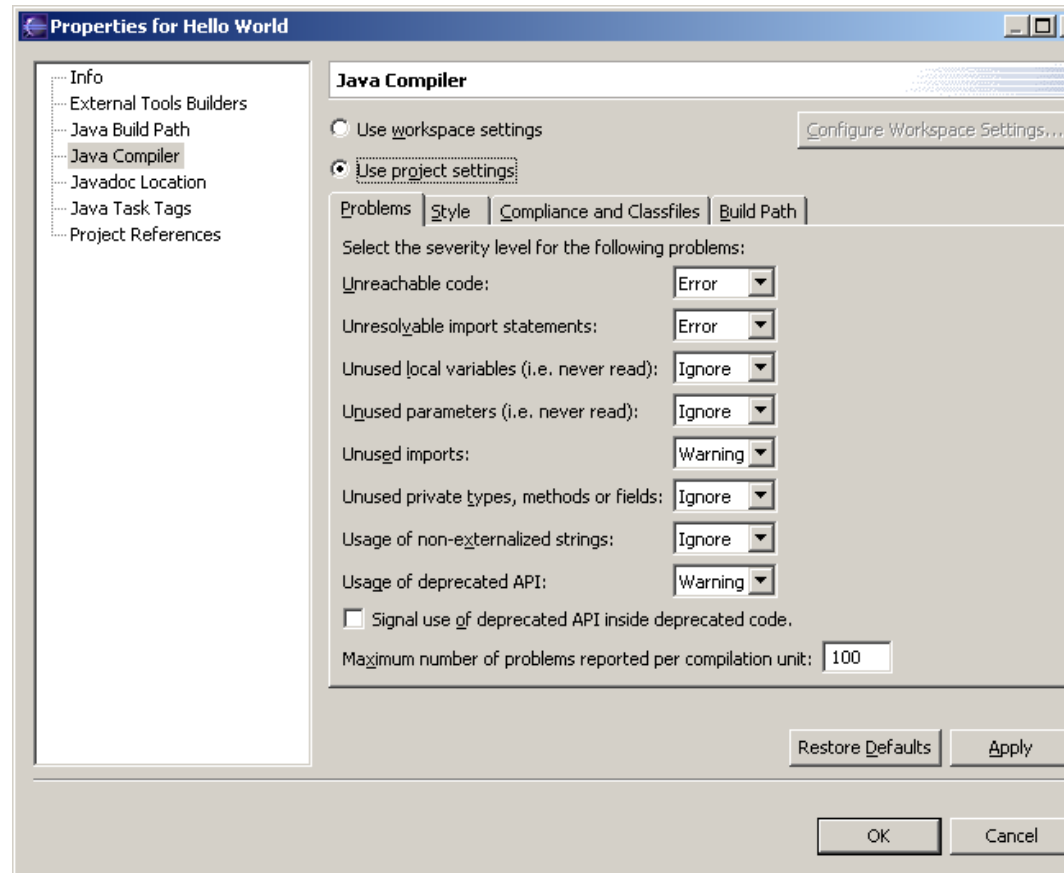 Properties for Hello World
Info
External Tools Builders
Java Build Path
Java Compiler
Javadoc Location
Java Task Tags
Project References
Java Compiler
Use workspace settings
Configure Workspace Settings...
Use project settings
Problems Style Compliance and Classfiles Build Path
Select the severity level for the following problems:
Unreachable code: Error
Unresolvable import statements: Error
Unused local variables (i.e. never read): Ignore
Unused parameters (i.e. never read): Ignore
Unused imports: Warning
Unused private types, methods or fields: Ignore
Usage of non-externalized strings: Ignore
Usage of deprecated API: Warning
Signal use of deprecated API inside deprecated code.
Maximum number of problems reported per compilation unit: 100
Restore Defaults Apply
OK Cancel